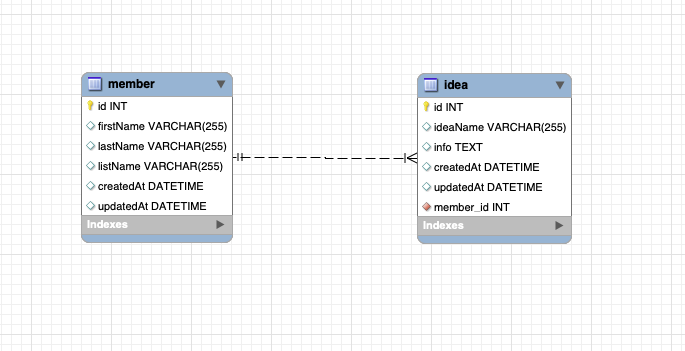 member
id INT
firstName VARCHAR(255)
lastName VARCHAR(255)
listName VARCHAR(255)
createdAt DATETIME
updatedAt DATETIME
Indexes
idea
id INT
ideaName VARCHAR(255)
info TEXT
createdAt DATETIME
updatedAt DATETIME
member_id INT
Indexes